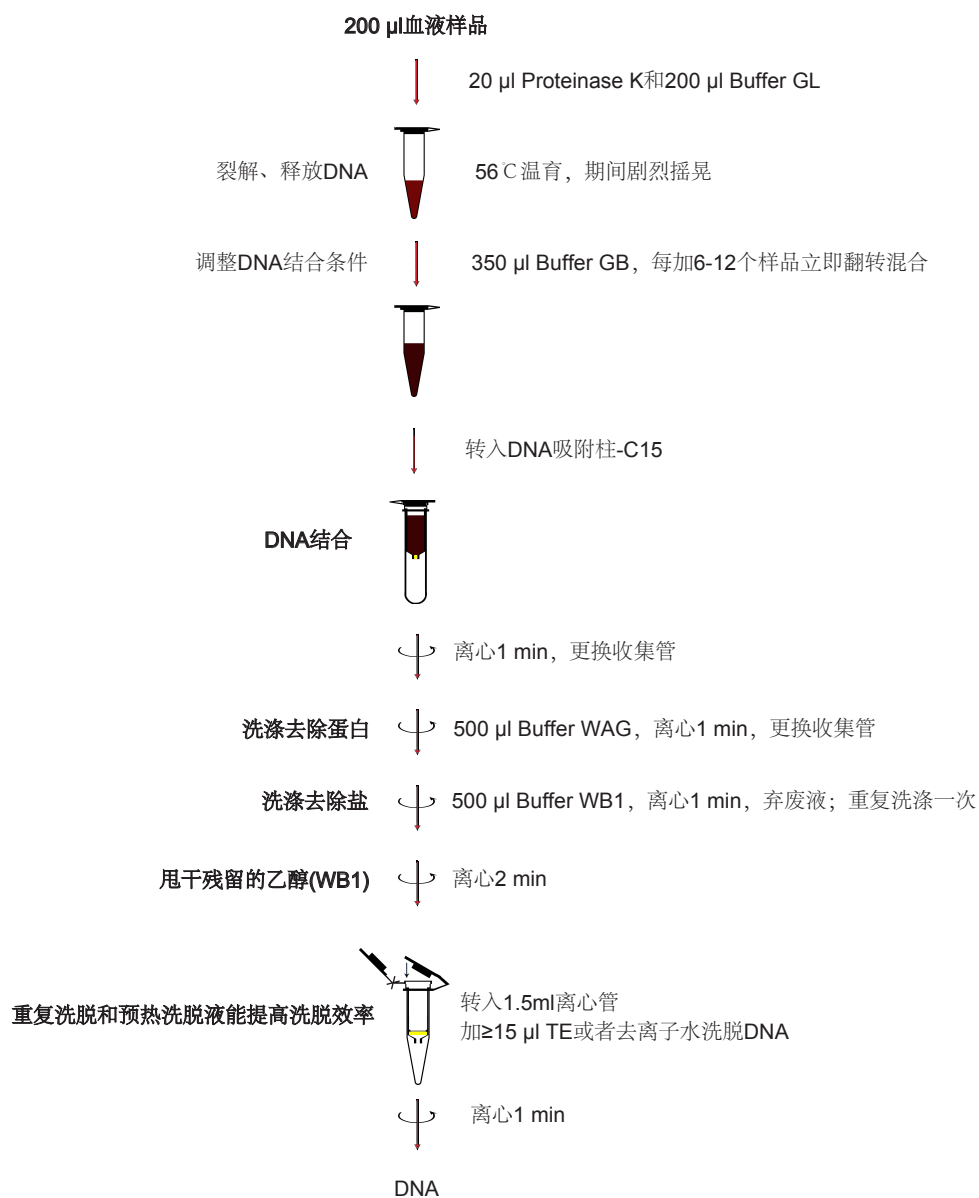 200 µl血液样品
20 µl Proteinase K和200 µl Buffer GL
裂解、释放DNA
56℃温育，期间剧烈摇晃
调整DNA结合条件
350 µl Buffer GB，每加6-12个样品立即翻转混合
转入DNA吸附柱-C15
DNA结合
离心1 min，更换收集管
洗涤去除蛋白
500 µl Buffer WAG，离心1 min，更换收集管
洗涤去除盐
500 µl Buffer WB1，离心1 min，弃废液；重复洗涤一次
甩干残留的乙醇(WB1)
离心2 min
重复洗脱和预热洗脱液能提高洗脱效率
转入1.5ml离心管
加≥15 µl TE或者去离子水洗脱DNA
离心1 min
DNA